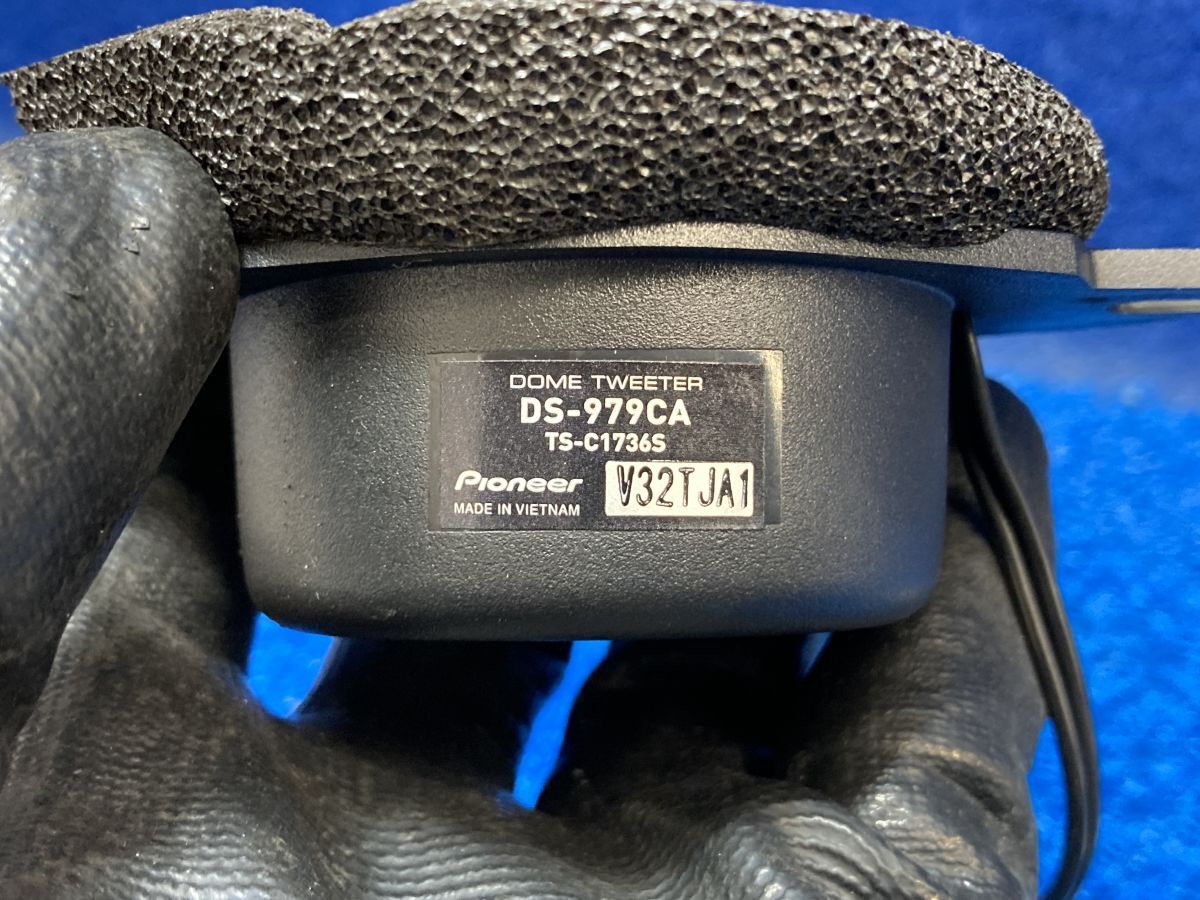 DOME TWEETER
DS-979CA
TS-C1736S
Pioneer V32TJA1
MADE IN VIETNAM